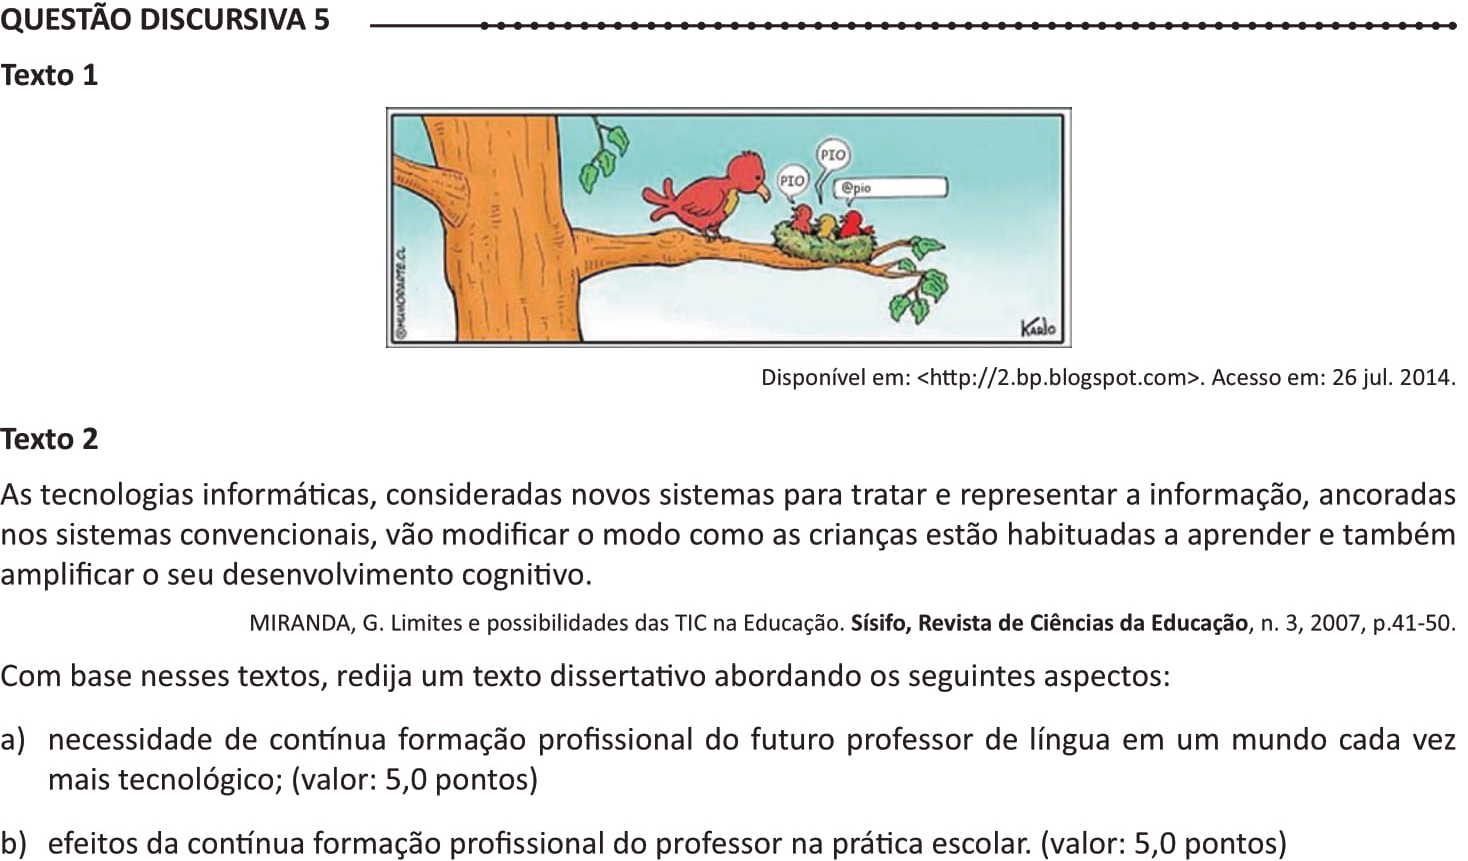 QUESTÃO DISCURSIVA 5
Texto 1
PIO
PIO
@pio
©HUMORARTE.CL
KARLO
Disponível em: <http://2.bp.blogspot.com>. Acesso em: 26 jul. 2014.
Texto 2
As tecnologias informáticas, consideradas novos sistemas para tratar e representar a informação, ancoradas
nos sistemas convencionais, vão modificar o modo como as crianças estão habituadas a aprender e também
amplificar o seu desenvolvimento cognitivo.
MIRANDA, G. Limites e possibilidades das TIC na Educação. Sísifo, Revista de Ciências da Educação, n. 3, 2007, p.41-50.
Com base nesses textos, redija um texto dissertativo abordando os seguintes aspectos:
a) necessidade de contínua formação profissional do futuro professor de língua em um mundo cada vez
mais tecnológico; (valor: 5,0 pontos)
b) efeitos da contínua formação profissional do professor na prática escolar. (valor: 5,0 pontos)